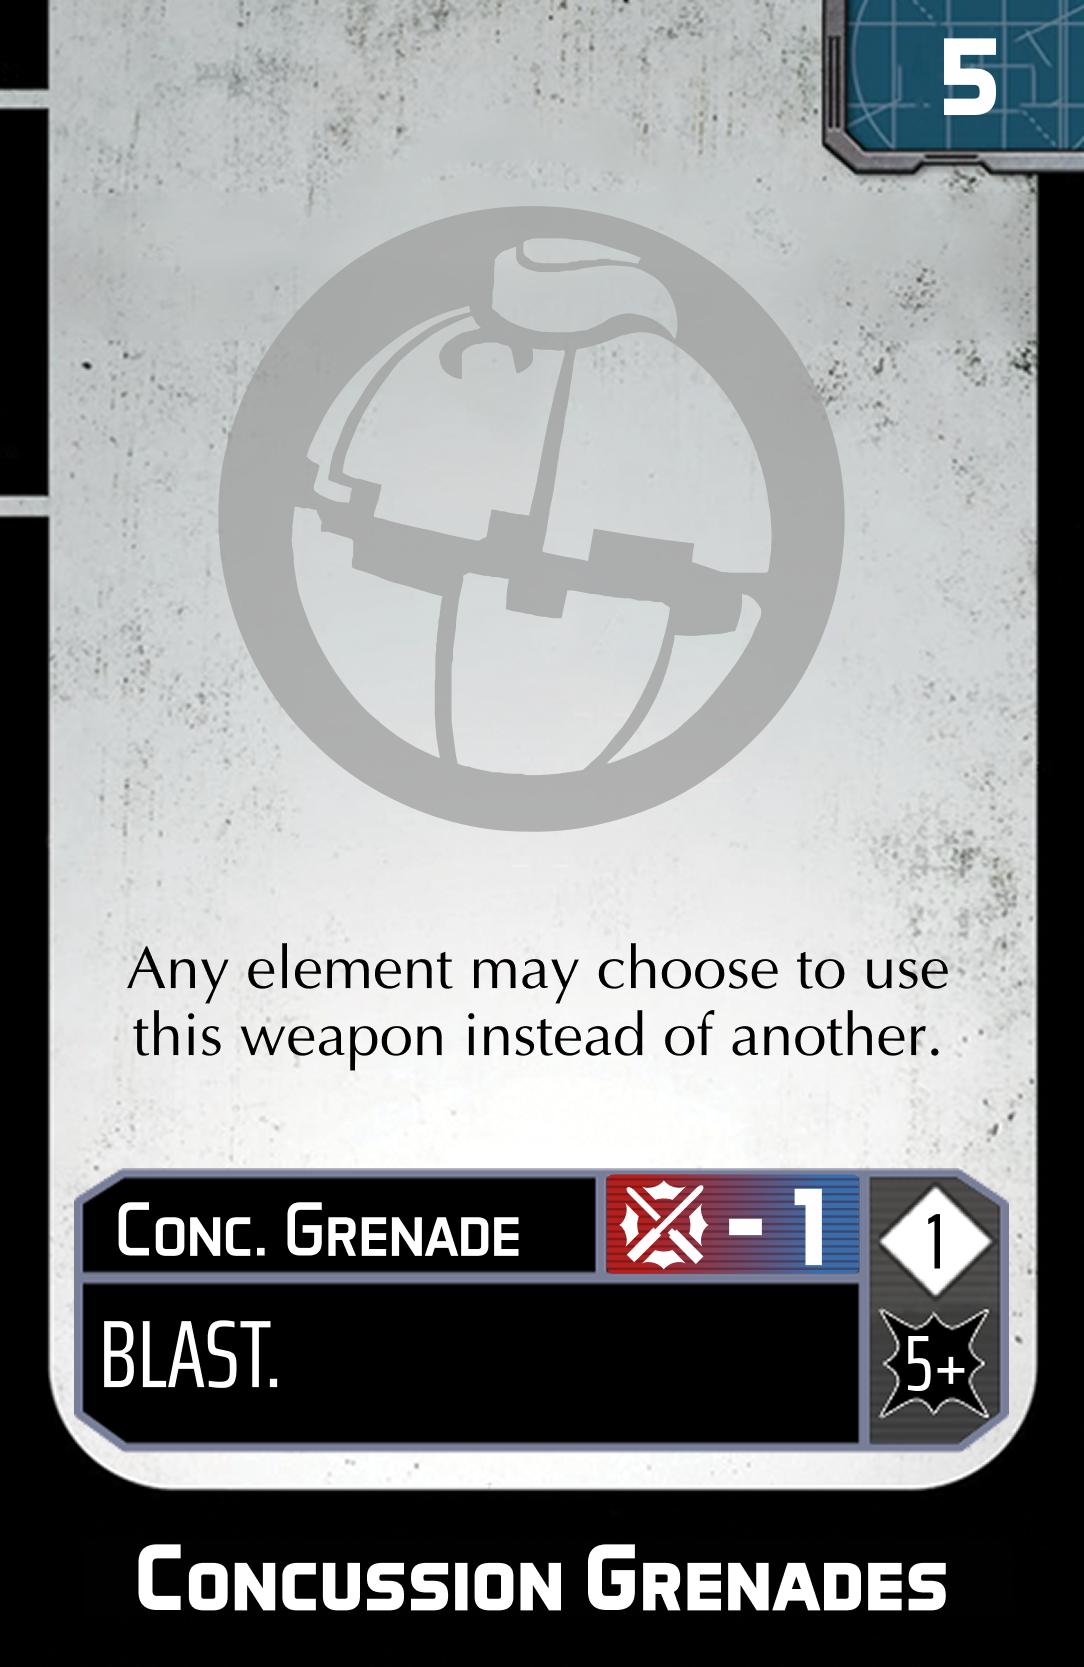 5
Any element may choose to use
this weapon instead of another.
CONC. GRENADE
- 1
1
BLAST.
5+
CONCUSSION GRENADES